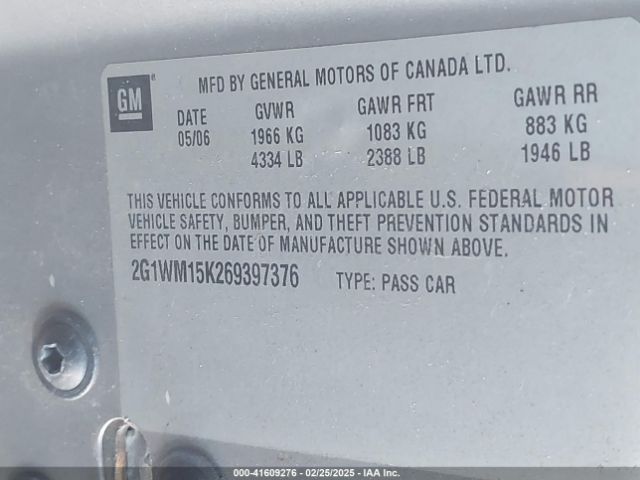 MFD BY GENERAL MOTORS OF CANADA LTD.
GM
DATE GVWR GAWR FRT GAWR RR
05/06 1966 KG 1083 KG 883 KG
4334 LB 2388 LB 1946 LB
THIS VEHICLE CONFORMS TO ALL APPLICABLE U.S. FEDERAL MOTOR
VEHICLE SAFETY, BUMPER, AND THEFT PREVENTION STANDARDS IN
EFFECT ON THE DATE OF MANUFACTURE SHOWN ABOVE.
2G1WM15K269397376 TYPE: PASS CAR
000-41609276 - 02/25/2025 - IAA Inc.